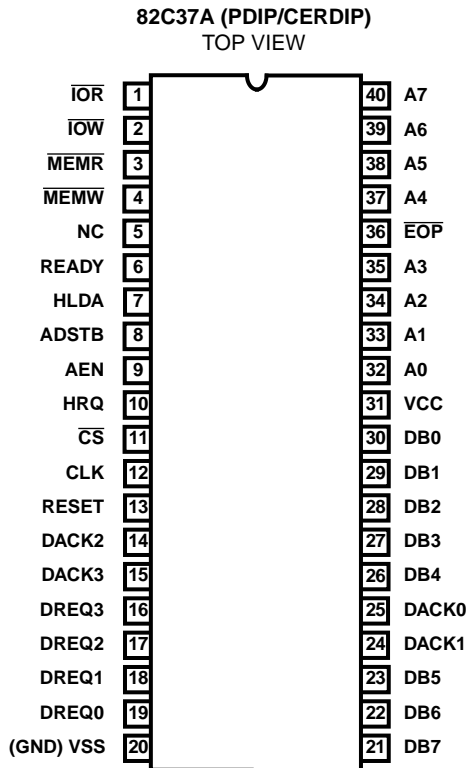 82C37A (PDIP/CERDIP)
TOP VIEW
IOR 1 40 A7
IOW 2 39 A6
MEMR 3 38 A5
MEMW 4 37 A4
NC 5 36 EOP
READY 6 35 A3
HLDA 7 34 A2
ADSTB 8 33 A1
AEN 9 32 A0
HRQ 10 31 VCC
CS 11 30 DB0
CLK 12 29 DB1
RESET 13 28 DB2
DACK2 14 27 DB3
DACK3 15 26 DB4
DREQ3 16 25 DACK0
DREQ2 17 24 DACK1
DREQ1 18 23 DB5
DREQ0 19 22 DB6
(GND) VSS 20 21 DB7